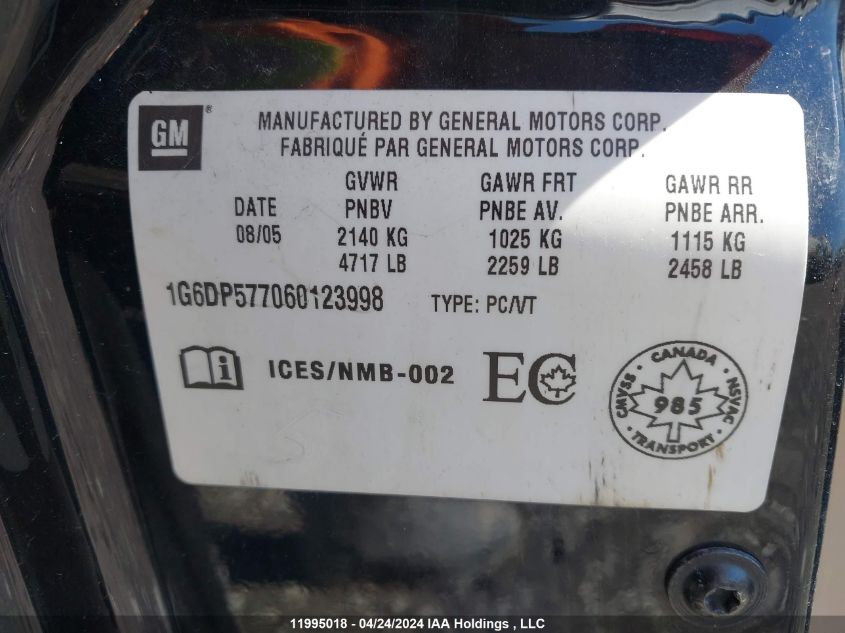 GM ®
MANUFACTURED BY GENERAL MOTORS CORP.
FABRIQUÉ PAR GENERAL MOTORS CORP.
GVWR GAWR FRT GAWR RR
DATE PNBV PNBE AV. PNBE ARR.
08/05 2140 KG 1025 KG 1115 KG
4717 LB 2259 LB 2458 LB
1G6DP577060123998 TYPE: PC/VT
i ICES/NMB-002 EC
CANADA
CMVSS • 985 • NSVAC
TRANSPORT
11995018 - 04/24/2024 IAA Holdings , LLC